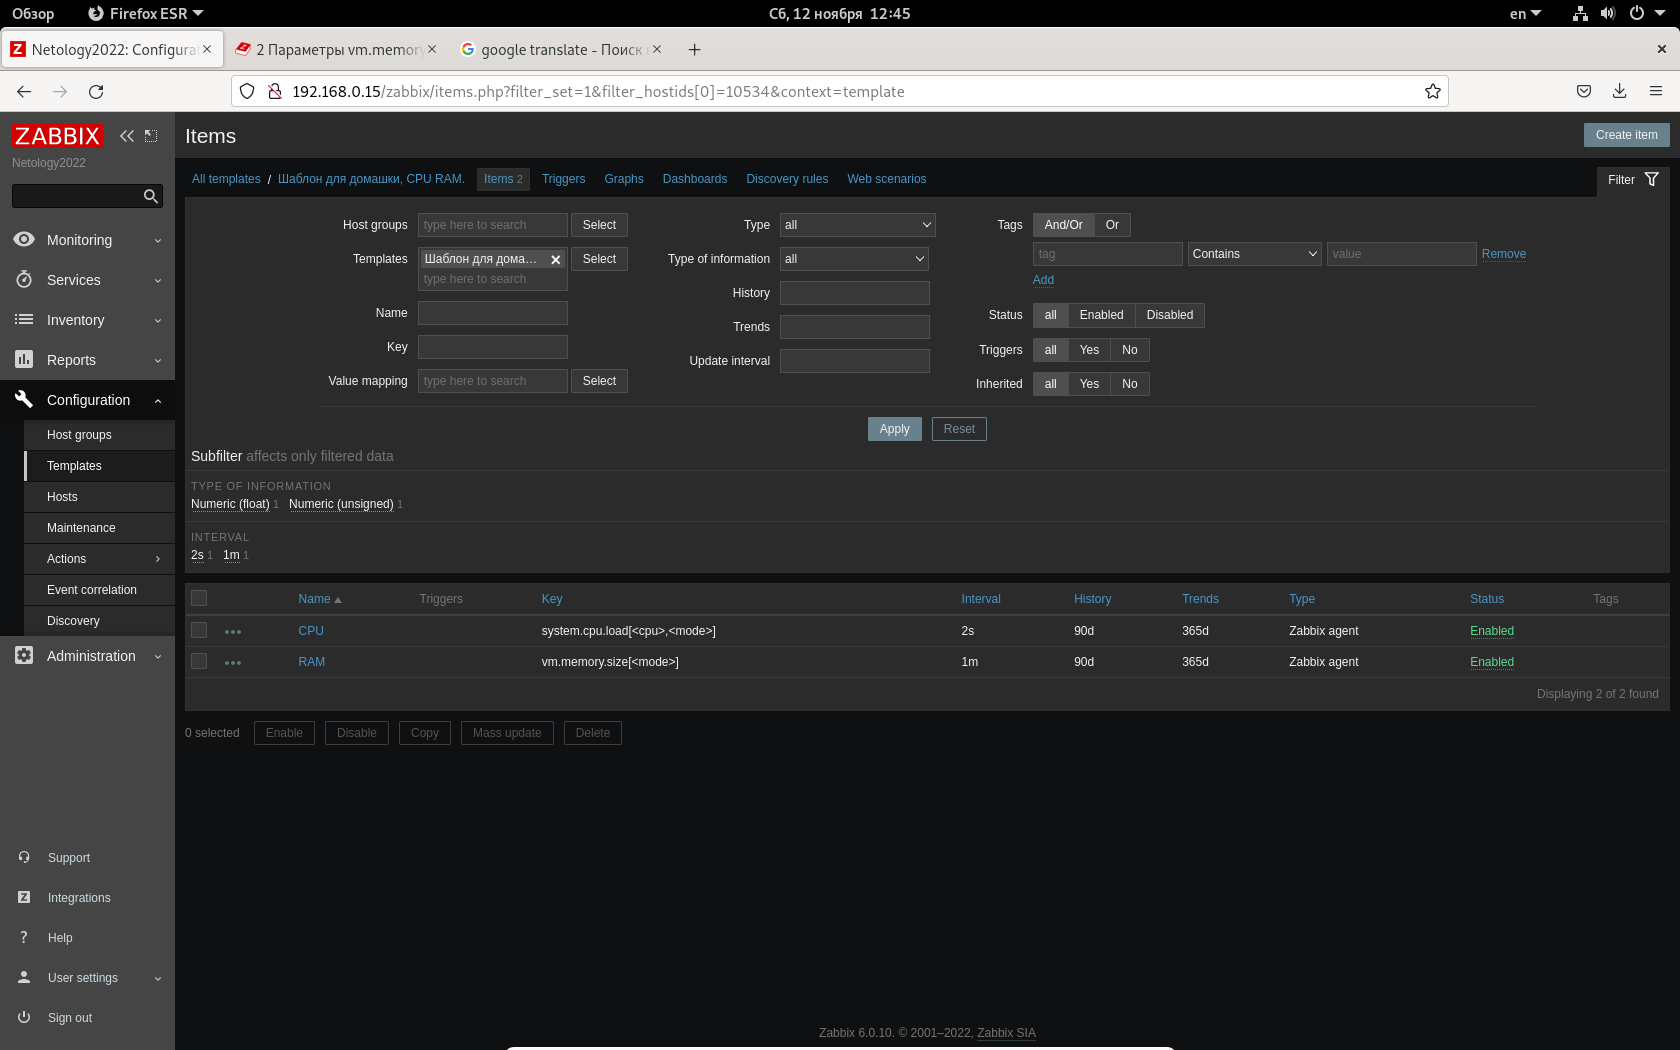 Обзор Firefox ESR Сб, 12 ноября 12:45 en
Netology2022: Configura 2 Параметры vm.memory google translate - Поиск
192.168.0.15/zabbix/items.php?filter_set=1&filter_hostids[0]=10534&context=template
ZABBIX
Netology2022
Monitoring
Services
Inventory
Reports
Configuration
Host groups
Templates
Hosts
Maintenance
Actions
Event correlation
Discovery
Administration
Support
Integrations
Help
User settings
Sign out
Items Create item
All templates / Шаблон для домашки, CPU RAM. Items 2 Triggers Graphs Dashboards Discovery rules Web scenarios Filter
Host groups type here to search Select
Templates Шаблон для дома... Select
type here to search
Name
Key
Value mapping type here to search Select
Type all
Type of information all
History
Trends
Update interval
Tags And/Or Or
tag Contains value Remove
Add
Status all Enabled Disabled
Triggers all Yes No
Inherited all Yes No
Apply Reset
Subfilter affects only filtered data
TYPE OF INFORMATION
Numeric (float) 1 Numeric (unsigned) 1
INTERVAL
2s 1 1m 1
Name Triggers Key Interval History Trends Type Status Tags
CPU system.cpu.load[<cpu>,<mode>] 2s 90d 365d Zabbix agent Enabled
RAM vm.memory.size[<mode>] 1m 90d 365d Zabbix agent Enabled
Displaying 2 of 2 found
0 selected Enable Disable Copy Mass update Delete
Zabbix 6.0.10. © 2001–2022, Zabbix SIA